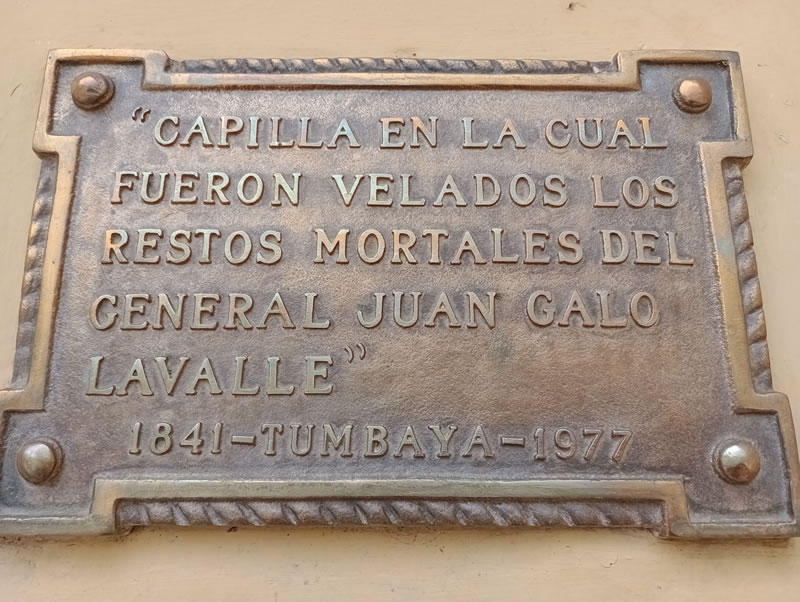 “CAPILLA EN LA CUAL
FUERON VELADOS LOS
RESTOS MORTALES DEL
GENERAL JUAN GALO
LAVALLE”
1841-TUMBAYA-1977